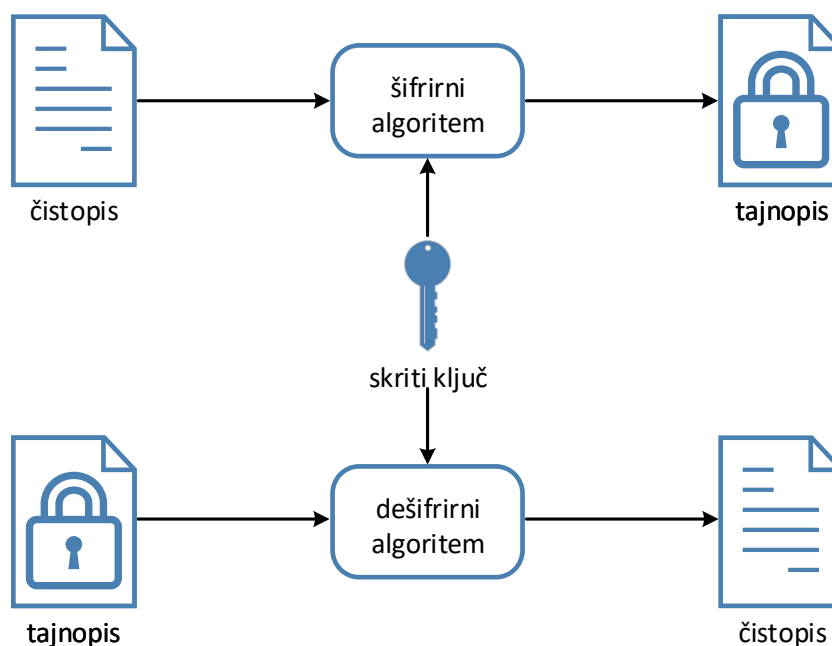 šifrirni
algoritem
čistopis
tajnopis
skriti ključ
dešifrirni
algoritem
tajnopis
čistopis